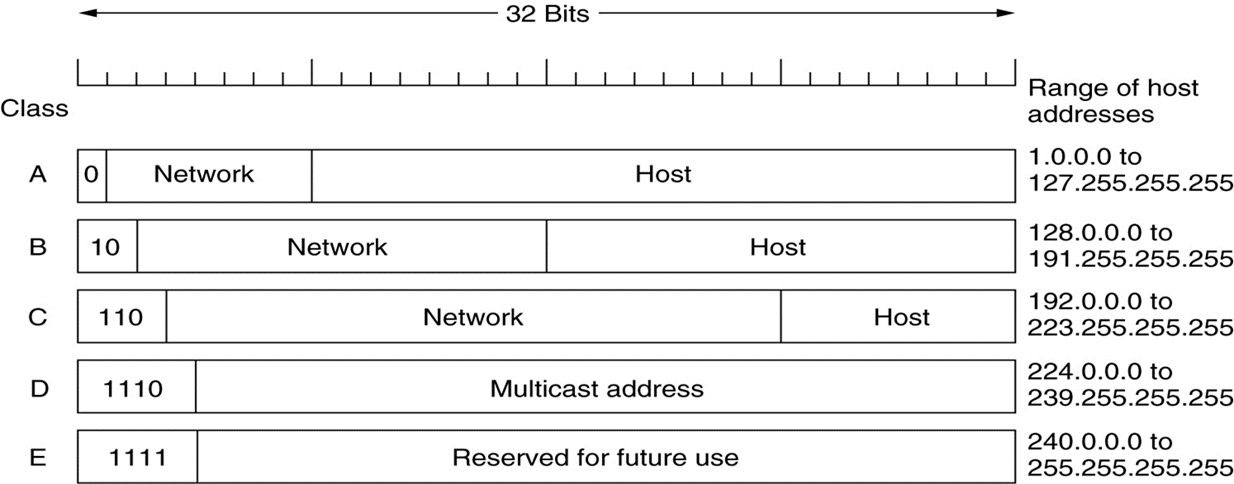 32 Bits
Class
Range of host
addresses
A 0 Network Host 1.0.0.0 to
127.255.255.255
B 10 Network Host 128.0.0.0 to
191.255.255.255
C 110 Network Host 192.0.0.0 to
223.255.255.255
D 1110 Multicast address 224.0.0.0 to
239.255.255.255
E 1111 Reserved for future use 240.0.0.0 to
255.255.255.255